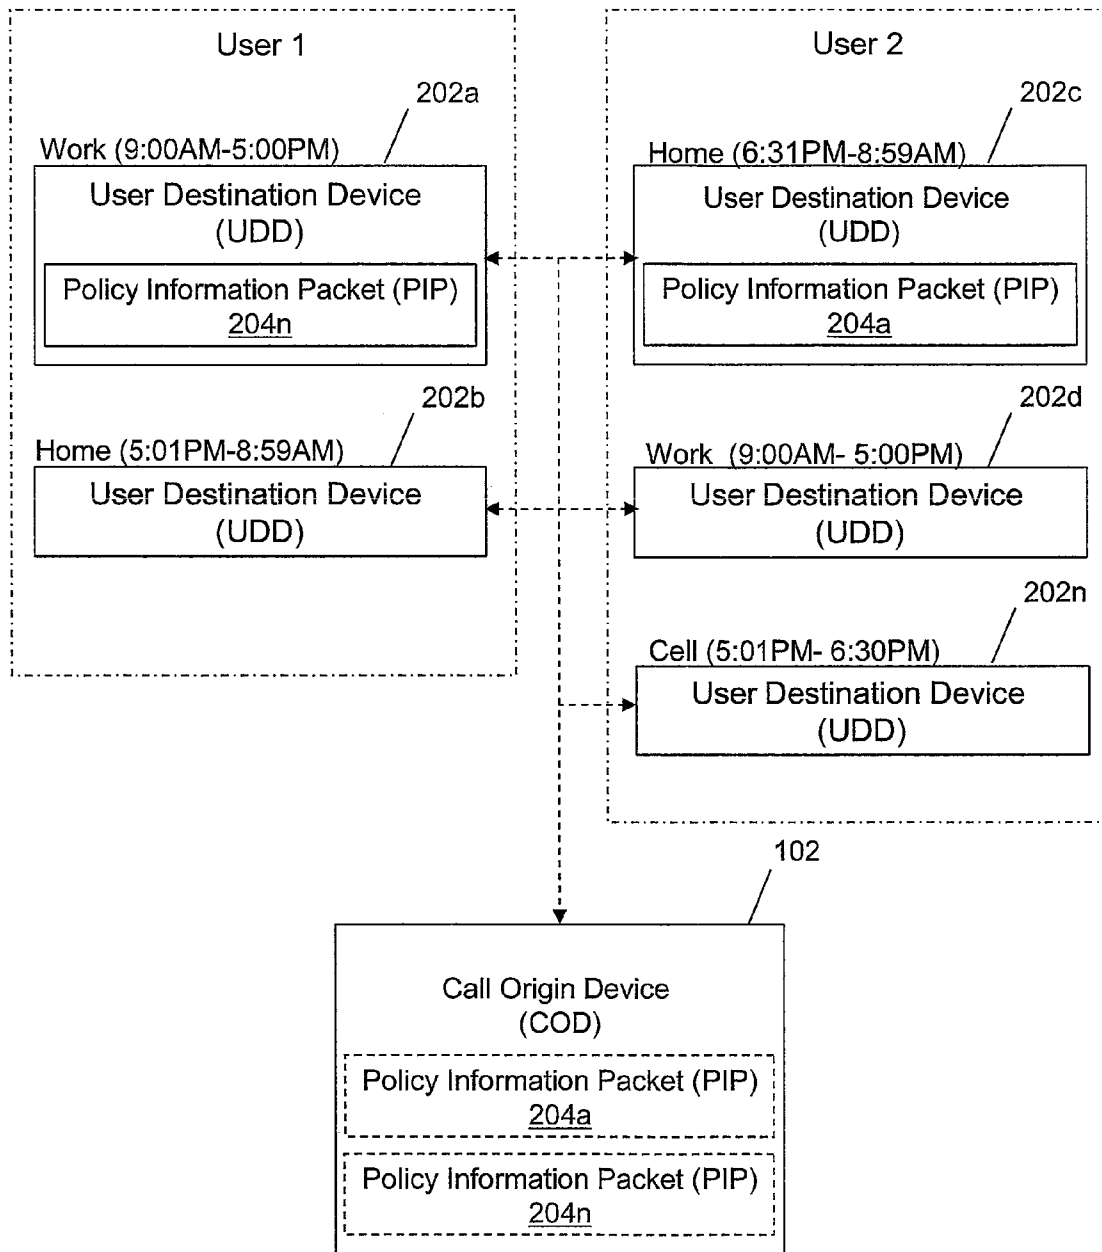 User 1
202a
Work (9:00AM-5:00PM)
User Destination Device
(UDD)
Policy Information Packet (PIP)
204n
202b
Home (5:01PM-8:59AM)
User Destination Device
(UDD)
User 2
202c
Home (6:31PM-8:59AM)
User Destination Device
(UDD)
Policy Information Packet (PIP)
204a
202d
Work (9:00AM- 5:00PM)
User Destination Device
(UDD)
202n
Cell (5:01PM- 6:30PM)
User Destination Device
(UDD)
102
Call Origin Device
(COD)
Policy Information Packet (PIP)
204a
Policy Information Packet (PIP)
204n